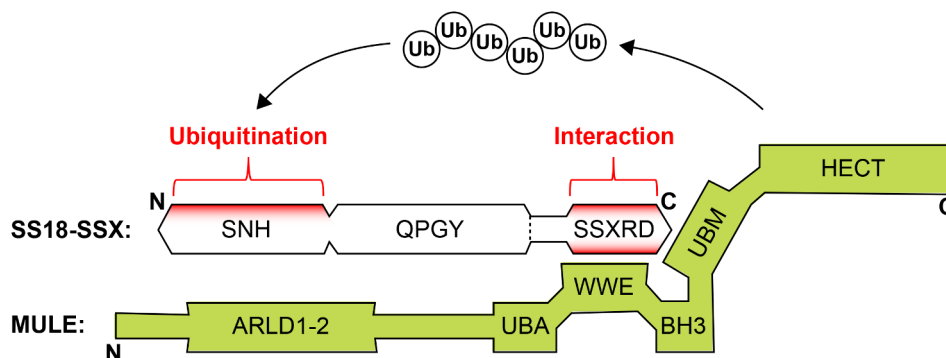 Ub Ub Ub Ub Ub Ub
Ubiquitination Interaction
HECT
N C
C
SS18-SSX: SNH QPGY SSXRD UBM
WWE
MULE: ARLD1-2 UBA BH3
N